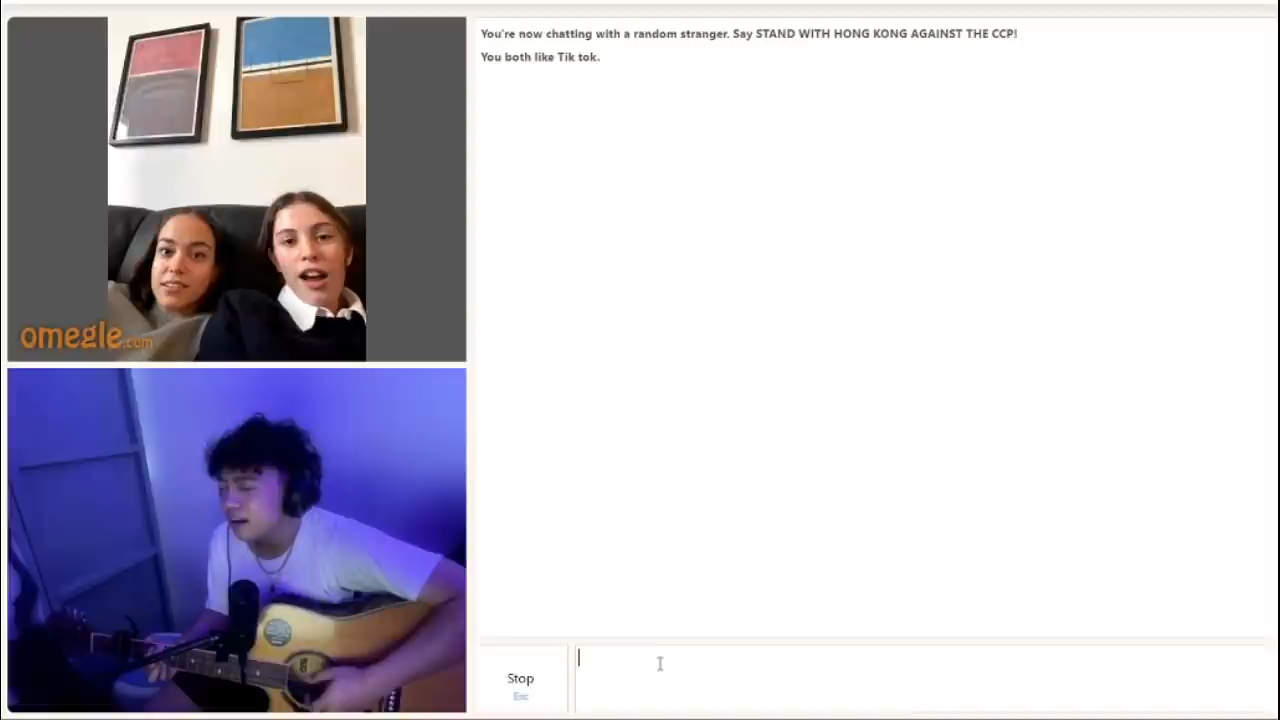 You're now chatting with a random stranger. Say STAND WITH HONG KONG AGAINST THE CCP!
You both like Tik tok.
omegle.com
Stop